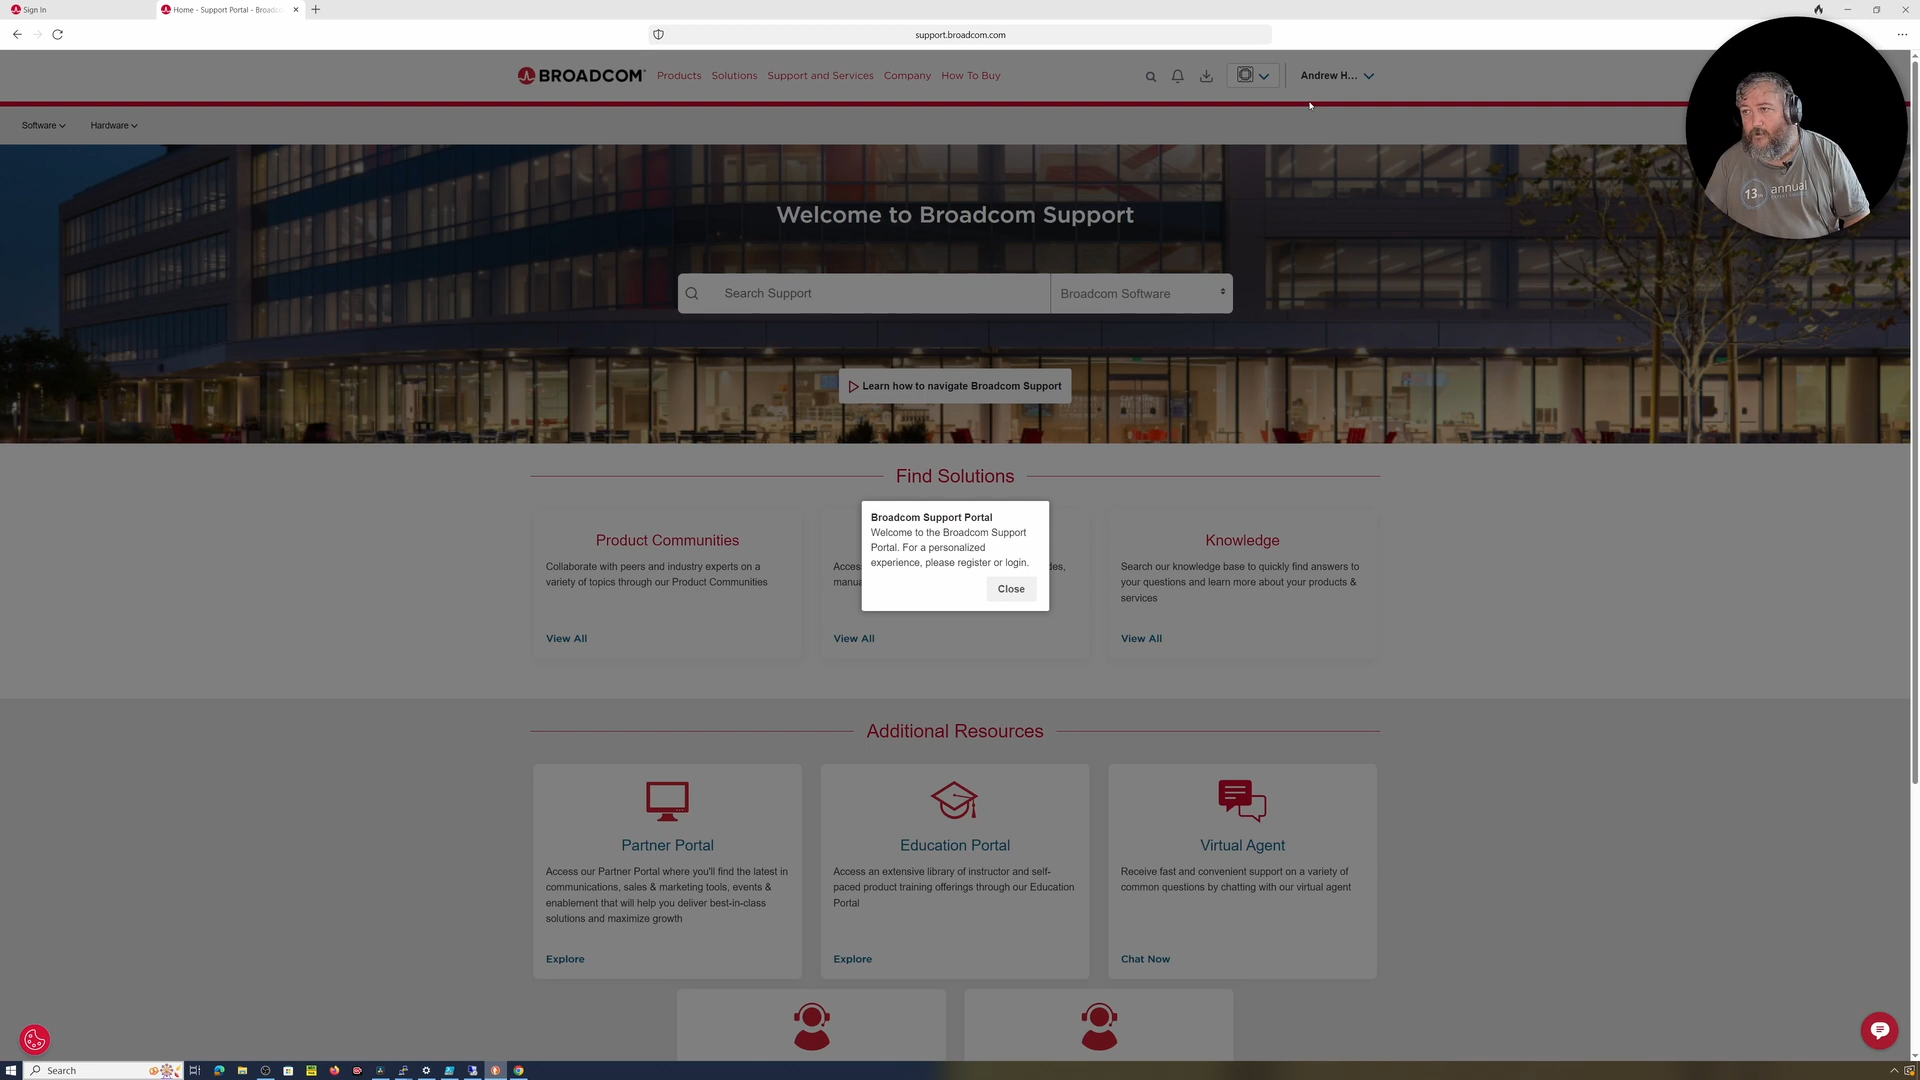 Sign In
Home - Support Portal - Broadco
support.broadcom.com
BROADCOM
Products
Solutions
Support and Services
Company
How To Buy
Andrew H...
Software
Hardware
13th annual
Welcome to Broadcom Support
Search Support
Broadcom Software
Learn how to navigate Broadcom Support
Find Solutions
Broadcom Support Portal
Welcome to the Broadcom Support
Portal. For a personalized
experience, please register or login.
Close
Product Communities
Collaborate with peers and industry experts on a
variety of topics through our Product Communities
View All
Acces
des,
manua
View All
Knowledge
Search our knowledge base to quickly find answers to
your questions and learn more about your products &
services
View All
Additional Resources
Partner Portal
Access our Partner Portal where you'll find the latest in
communications, sales & marketing tools, events &
enablement that will help you deliver best-in-class
solutions and maximize growth
Explore
Education Portal
Access an extensive library of instructor and self-
paced product training offerings through our Education
Portal
Explore
Virtual Agent
Receive fast and convenient support on a variety of
common questions by chatting with our virtual agent
Chat Now
Search